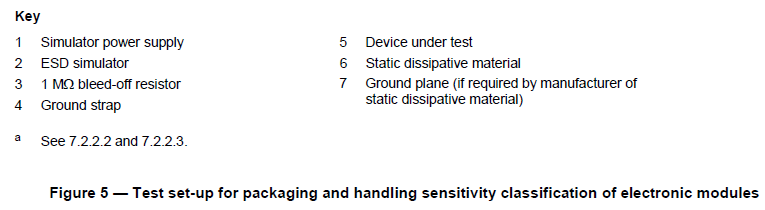 Key
1 Simulator power supply
2 ESD simulator
3 1 MΩ bleed-off resistor
4 Ground strap
5 Device under test
6 Static dissipative material
7 Ground plane (if required by manufacturer of
static dissipative material)
a See 7.2.2.2 and 7.2.2.3.
Figure 5 — Test set-up for packaging and handling sensitivity classification of electronic modules